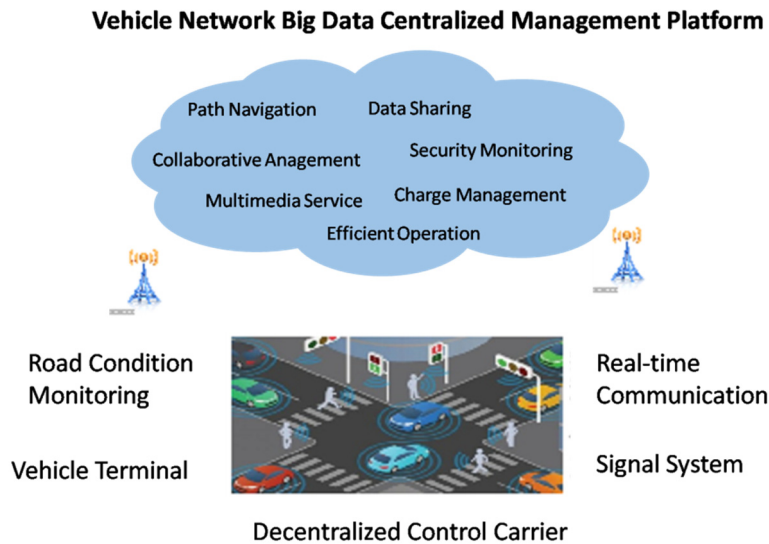 Vehicle Network Big Data Centralized Management Platform
Path Navigation
Data Sharing
Collaborative Anagement
Security Monitoring
Multimedia Service
Charge Management
Efficient Operation
Road Condition
Monitoring
Real-time
Communication
Vehicle Terminal
Signal System
Decentralized Control Carrier